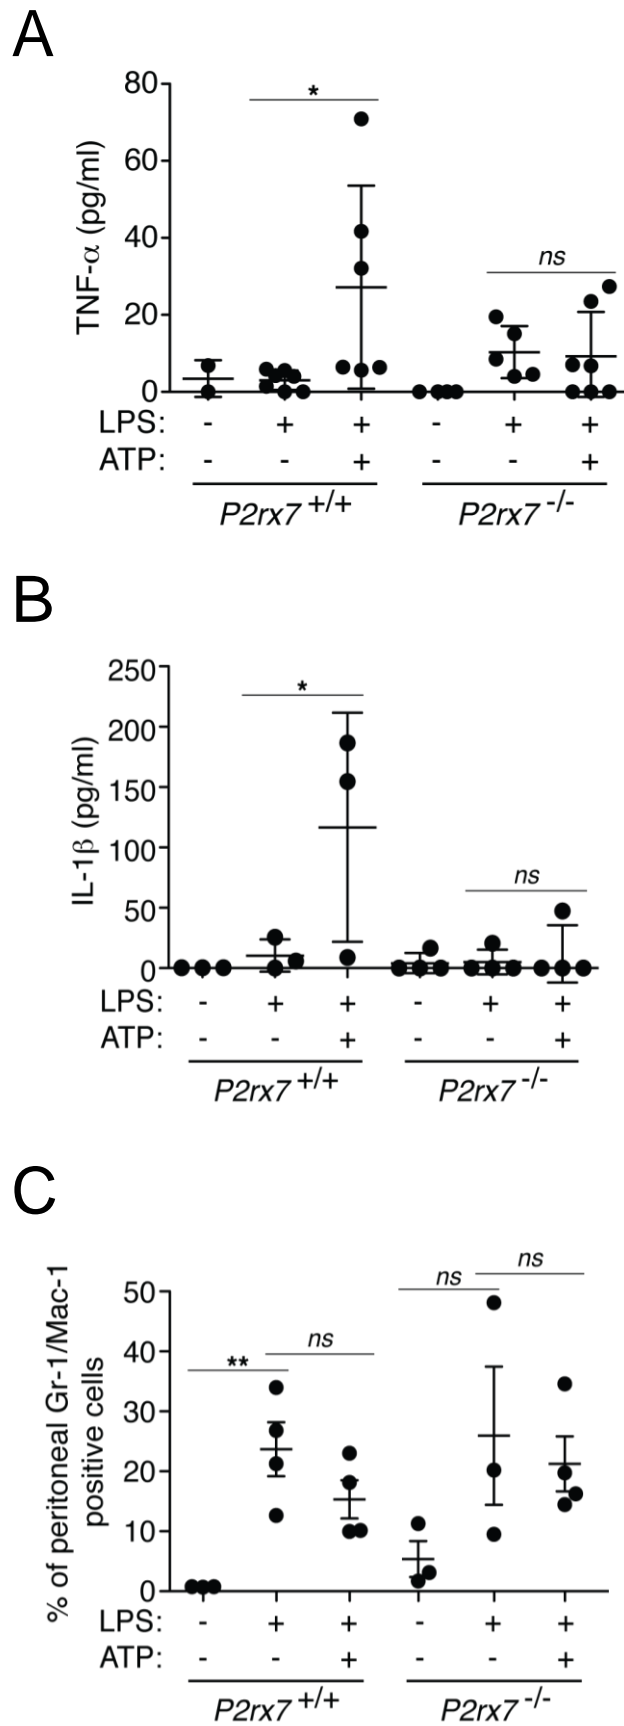 A
80
*
60
TNF-α (pg/ml)
40
ns
20
0
LPS: - + + - + +
ATP: - - + - - +
P2rx7 +/+ P2rx7 -/-
B
250
*
200
IL-1β (pg/ml)
150
100
ns
50
0
LPS: - + + - + +
ATP: - - + - - +
P2rx7 +/+ P2rx7 -/-
C
ns
ns
50
% of peritoneal Gr-1/Mac-1
positive cells
ns
40
**
30
20
10
0
LPS: - + + - + +
ATP: - - + - - +
P2rx7 +/+ P2rx7 -/-